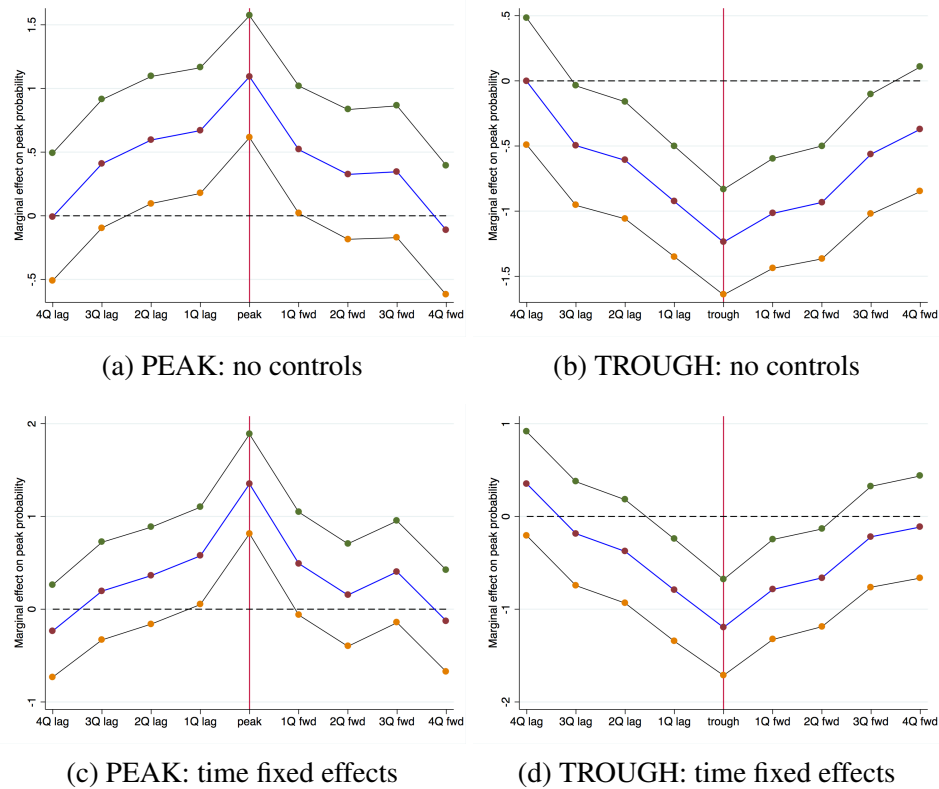 Marginal effect on peak probability
1.5
1
.5
0
-.5
4Q lag 3Q lag 2Q lag 1Q lag peak 1Q fwd 2Q fwd 3Q fwd 4Q fwd
(a) PEAK: no controls
Marginal effect on peak probability
.5
0
-.5
-1
-1.5
4Q lag 3Q lag 2Q lag 1Q lag trough 1Q fwd 2Q fwd 3Q fwd 4Q fwd
(b) TROUGH: no controls
Marginal effect on peak probability
2
1
0
-1
4Q lag 3Q lag 2Q lag 1Q lag peak 1Q fwd 2Q fwd 3Q fwd 4Q fwd
(c) PEAK: time fixed effects
Marginal effect on peak probability
1
0
-1
-2
4Q lag 3Q lag 2Q lag 1Q lag trough 1Q fwd 2Q fwd 3Q fwd 4Q fwd
(d) TROUGH: time fixed effects